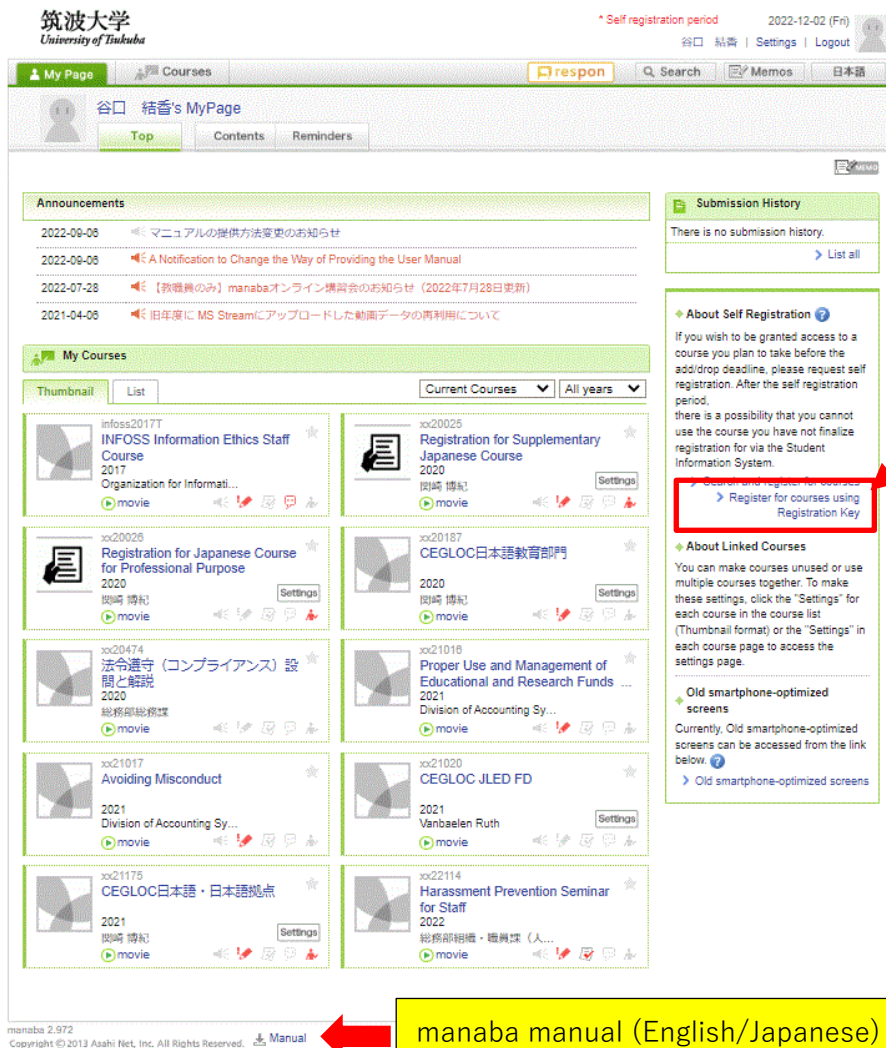 筑波大学
University of Tsukuba
* Self registration period
2022-12-02 (Fri)
谷口 結香 | Settings | Logout
My Page
Courses
respon
Search
Memos
日本語
谷口 結香's MyPage
Top
Contents
Reminders
MEMO
Announcements
2022-09-06 マニュアルの提供方法変更のお知らせ
2022-09-06 A Notification to Change the Way of Providing the User Manual
2022-07-28 【教職員のみ】manabaオンライン講習会のお知らせ（2022年7月28日更新）
2021-04-06 旧年度に MS Streamにアップロードした動画データの再利用について
My Courses
Thumbnail
List
Current Courses
All years
infoss2017T
INFOSS Information Ethics Staff
Course
2017
Organization for Informati...
movie
xx20025
Registration for Supplementary
Japanese Course
2020
関崎 博紀
Settings
movie
xx20026
Registration for Japanese Course
for Professional Purpose
2020
関崎 博紀
Settings
movie
xx20187
CEGLOC日本語教育部門
2020
関崎 博紀
Settings
movie
xx20474
法令遵守（コンプライアンス）設
問と解説
2020
総務部総務課
movie
xx21016
Proper Use and Management of
Educational and Research Funds ...
2021
Division of Accounting Sy...
movie
xx21017
Avoiding Misconduct
2021
Division of Accounting Sy...
movie
xx21020
CEGLOC JLED FD
2021
Vanbaelen Ruth
Settings
movie
xx21175
CEGLOC日本語・日本語拠点
2021
関崎 博紀
Settings
movie
xx22114
Harassment Prevention Seminar
for Staff
2022
総務部組織・職員課（人...
movie
Submission History
There is no submission history.
List all
About Self Registration
If you wish to be granted access to a
course you plan to take before the
add/drop deadline, please request self
registration. After the self registration
period,
there is a possibility that you cannot
use the course you have not finalize
registration for via the Student
Information System.
Search and register for courses
Register for courses using
Registration Key
About Linked Courses
You can make courses unused or use
multiple courses together. To make
these settings, click the "Settings" for
each course in the course list
(Thumbnail format) or the "Settings" in
each course page to access the
settings page.
Old smartphone-optimized
screens
Currently, Old smartphone-optimized
screens can be accessed from the link
below.
Old smartphone-optimized screens
manaba 2.972
Copyright © 2013 Asahi Net, Inc. All Rights Reserved.
Manual
manaba manual (English/Japanese)